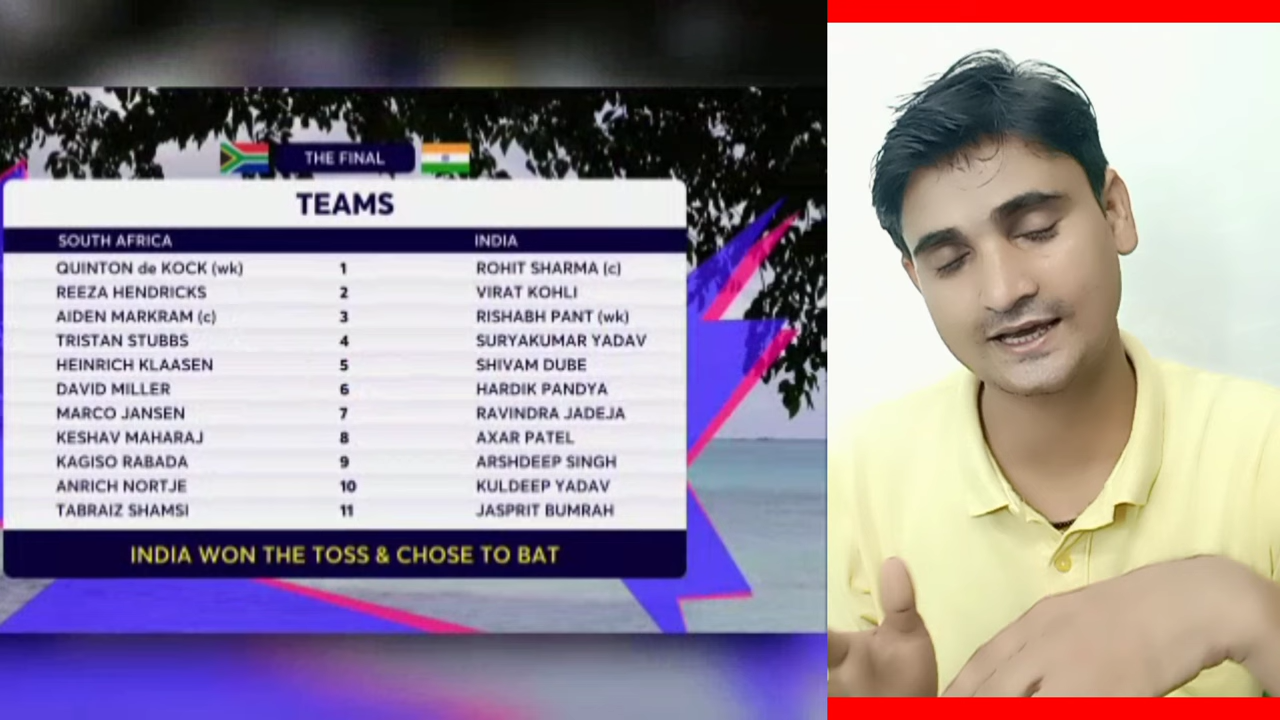 THE FINAL
TEAMS
SOUTH AFRICA INDIA
QUINTON de KOCK (wk) 1 ROHIT SHARMA (c)
REEZA HENDRICKS 2 VIRAT KOHLI
AIDEN MARKRAM (c) 3 RISHABH PANT (wk)
TRISTAN STUBBS 4 SURYAKUMAR YADAV
HEINRICH KLAASEN 5 SHIVAM DUBE
DAVID MILLER 6 HARDIK PANDYA
MARCO JANSEN 7 RAVINDRA JADEJA
KESHAV MAHARAJ 8 AXAR PATEL
KAGISO RABADA 9 ARSHDEEP SINGH
ANRICH NORTJE 10 KULDEEP YADAV
TABRAIZ SHAMSI 11 JASPRIT BUMRAH
INDIA WON THE TOSS & CHOSE TO BAT